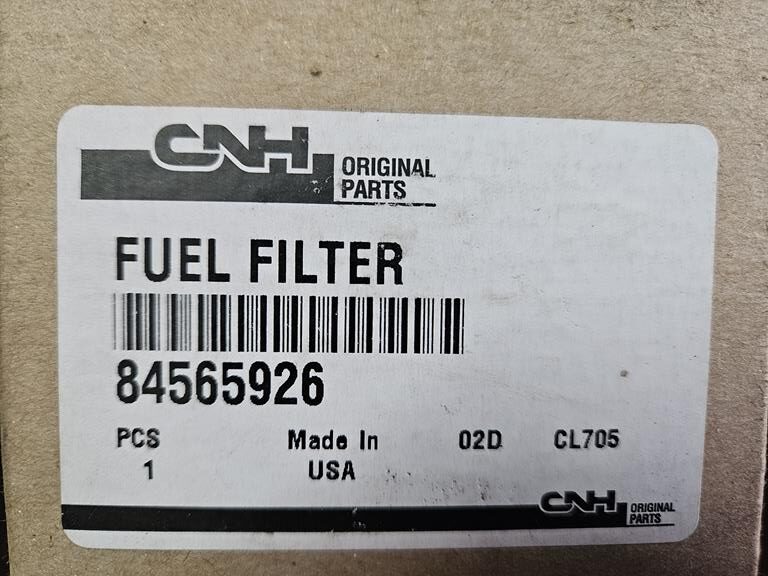 CNH ORIGINAL
PARTS
FUEL FILTER
84565926
PCS Made In 02D CL705
1 USA
CNH ORIGINAL
PARTS